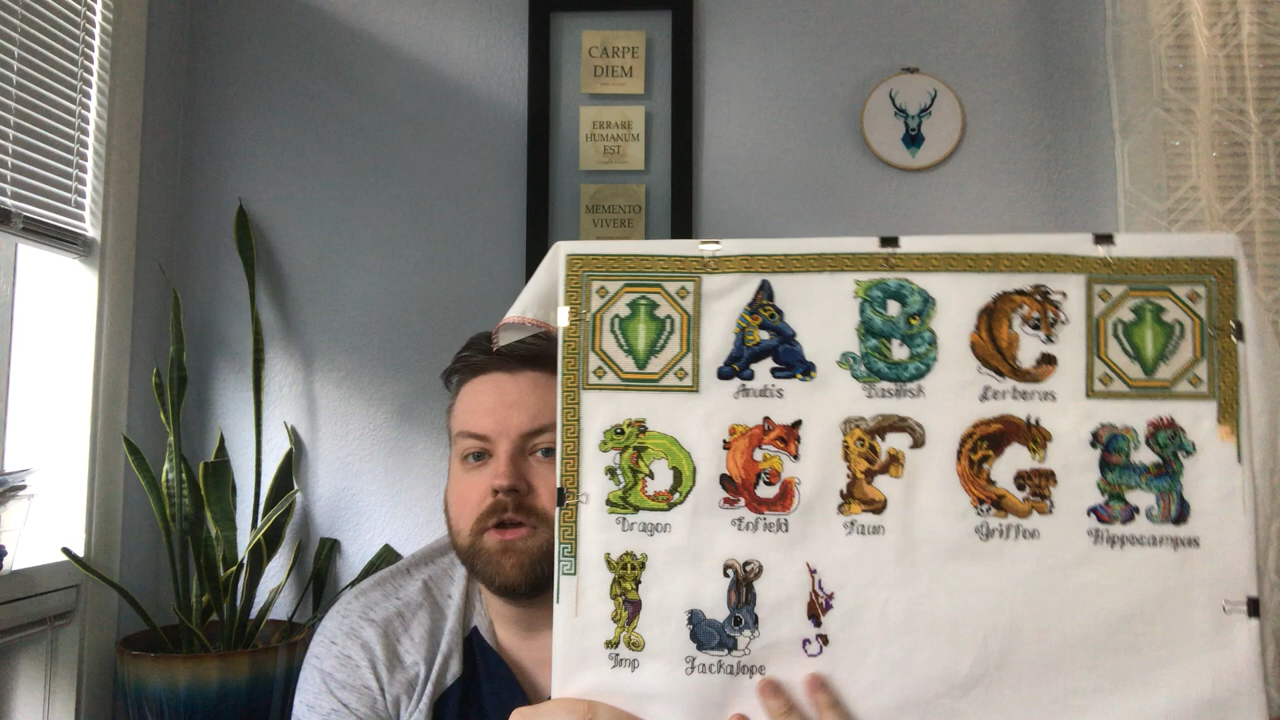 CARPE
DIEM
ERRARE
HUMANUM
EST
MEMENTO
VIVERE
Anubis
Basilisk
Cerberus
Dragon
Enfield
Faun
Griffon
Hippocampus
Imp
Jackalope